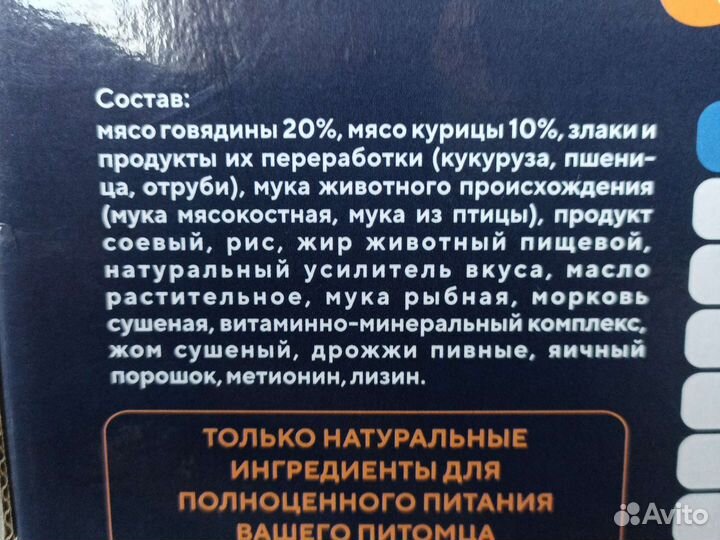 Состав:
мясо говядины 20%, мясо курицы 10%, злаки и
продукты их переработки (кукуруза, пшени-
ца, отруби), мука животного происхождения
(мука мясокостная, мука из птицы), продукт
соевый, рис, жир животный пищевой,
натуральный усилитель вкуса, масло
растительное, мука рыбная, морковь
сушеная, витаминно-минеральный комплекс,
жом сушеный, дрожжи пивные, яичный
порошок, метионин, лизин.
ТОЛЬКО НАТУРАЛЬНЫЕ
ИНГРЕДИЕНТЫ ДЛЯ
ПОЛНОЦЕННОГО ПИТАНИЯ
ВАШЕГО ПИТОМЦА
Avito